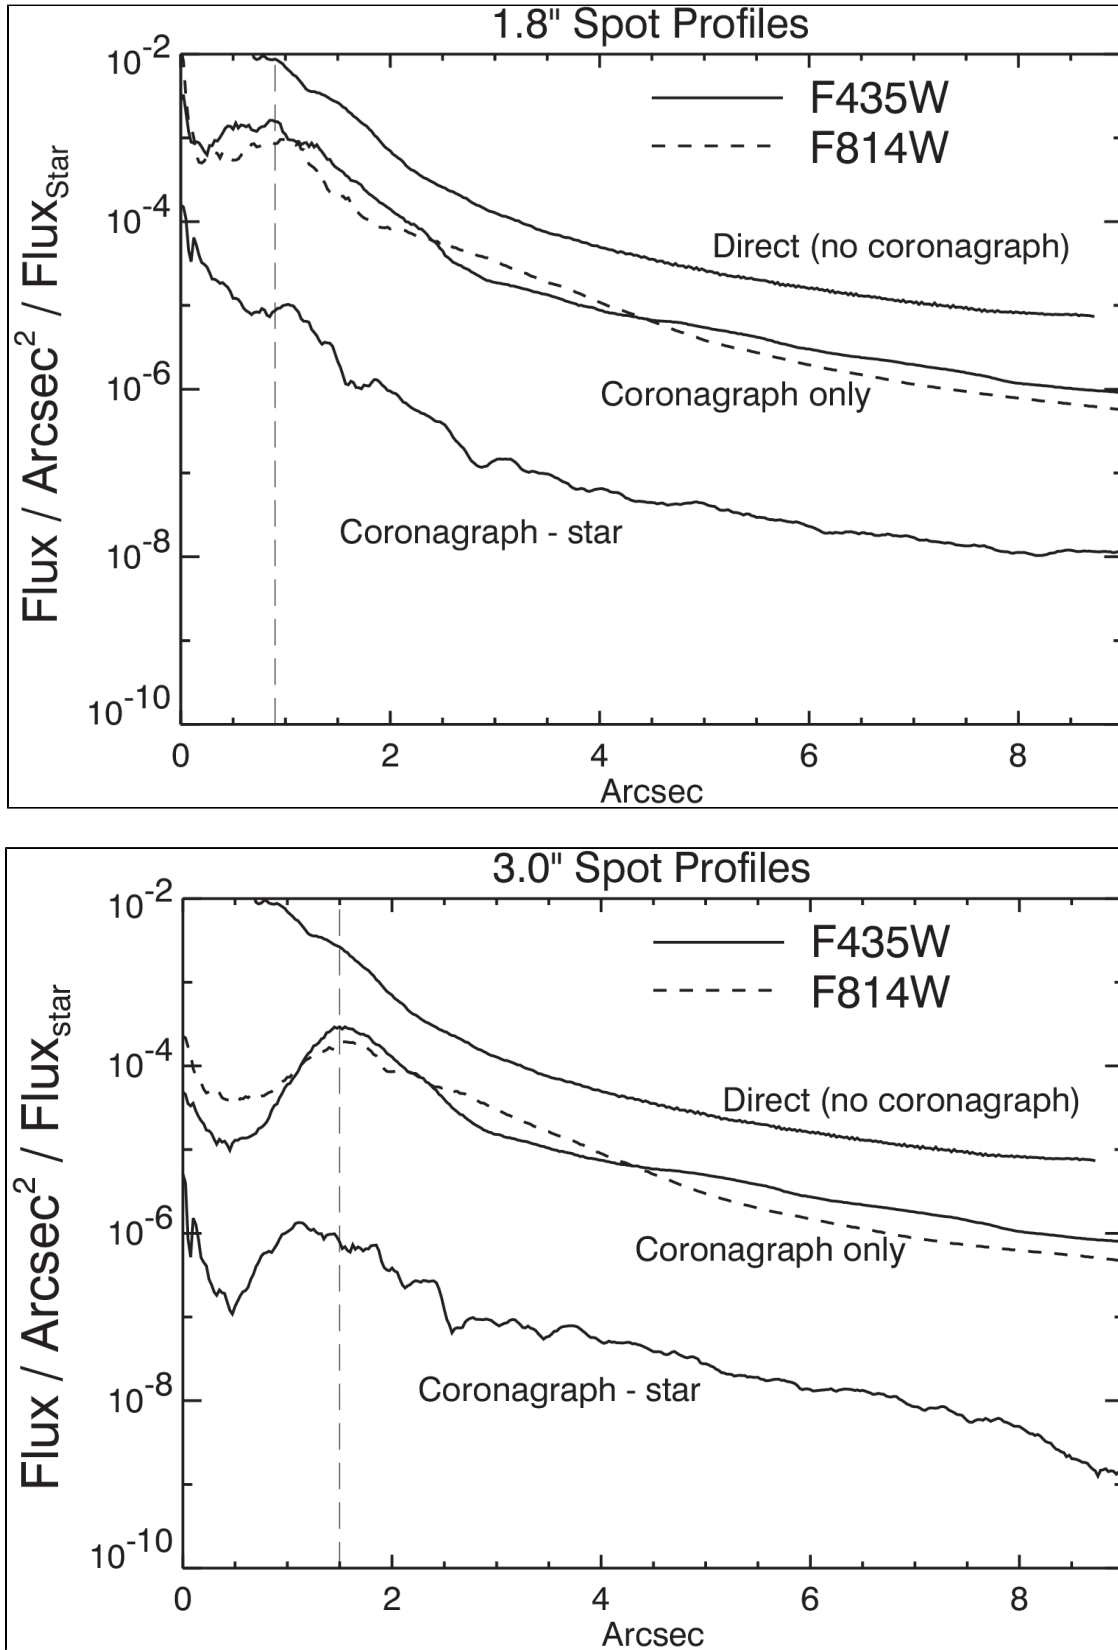 1.8" Spot Profiles
10-2
F435W
F814W
10-4
Direct (no coronagraph)
10-6
Coronagraph only
Coronagraph - star
10-8
10-10
Flux / Arcsec2 / FluxStar
0 2 4 6 8
Arcsec
3.0" Spot Profiles
10-2
F435W
F814W
10-4
Direct (no coronagraph)
10-6
Coronagraph only
Coronagraph - star
10-8
10-10
Flux / Arcsec2 / Fluxstar
0 2 4 6 8
Arcsec